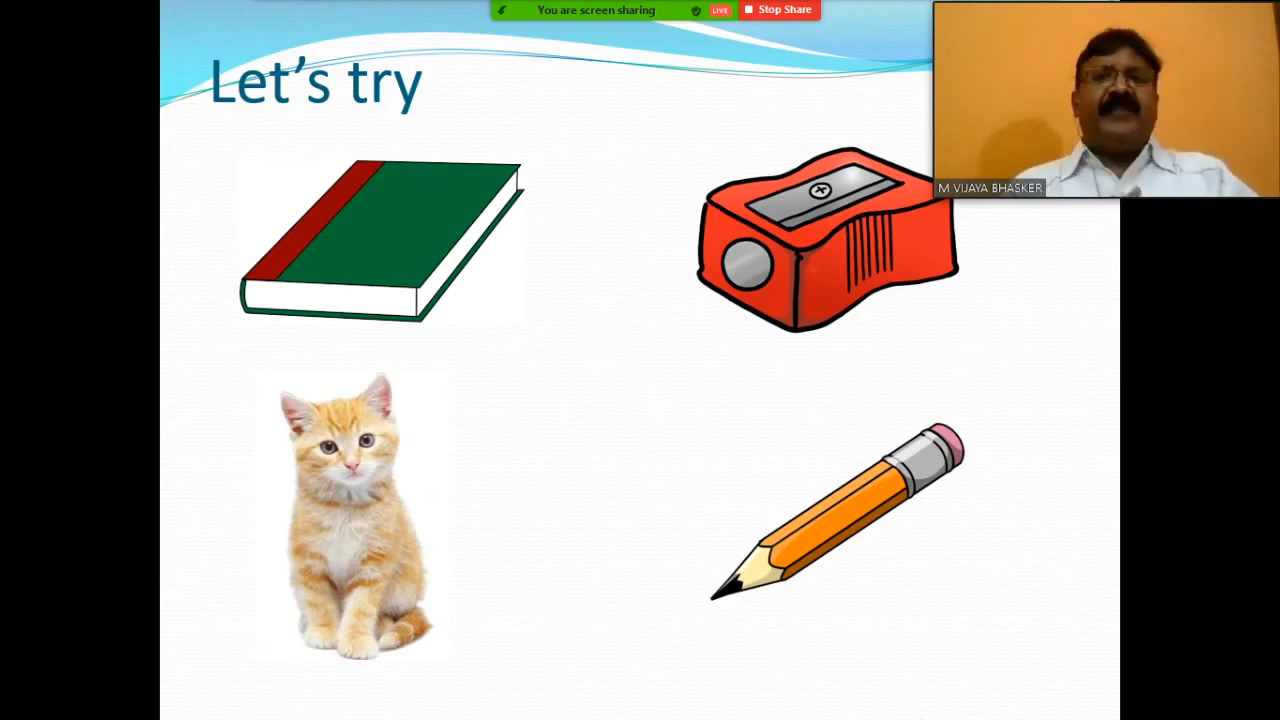 You are screen sharing
LIVE
Stop Share
Let's try
M VIJAYA BHASKER